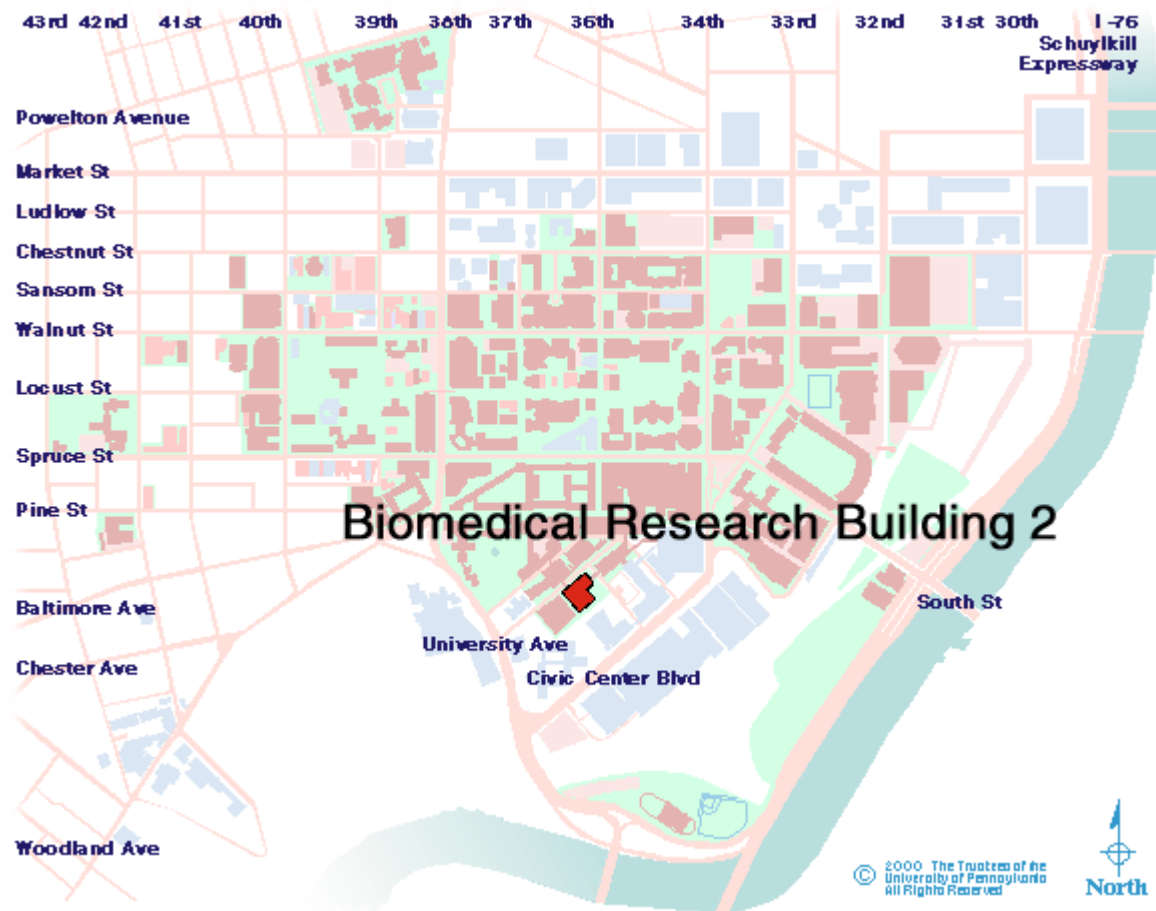 43rd 42nd 41st 40th 39th 38th 37th 36th 34th 33rd 32nd 31st 30th I-76
Schuylkill
Expressway
Powelton Avenue
Market St
Ludlow St
Chestnut St
Sansom St
Walnut St
Locust St
Spruce St
Pine St
Biomedical Research Building 2
Baltimore Ave
South St
University Ave
Chester Ave
Civic Center Blvd
Woodland Ave
© 2000 The Trustees of the
University of Pennsylvania
All Rights Reserved
North